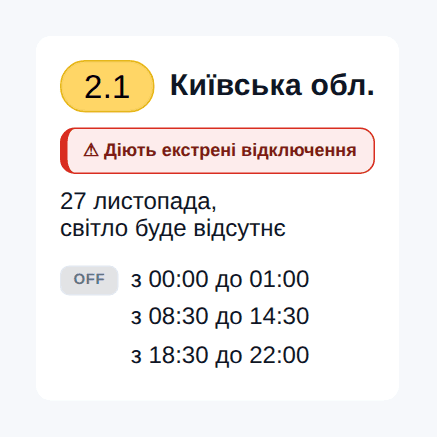 2.1 Київська обл.
⚠ Діють екстрені відключення
27 листопада,
світло буде відсутнє
OFF з 00:00 до 01:00
з 08:30 до 14:30
з 18:30 до 22:00